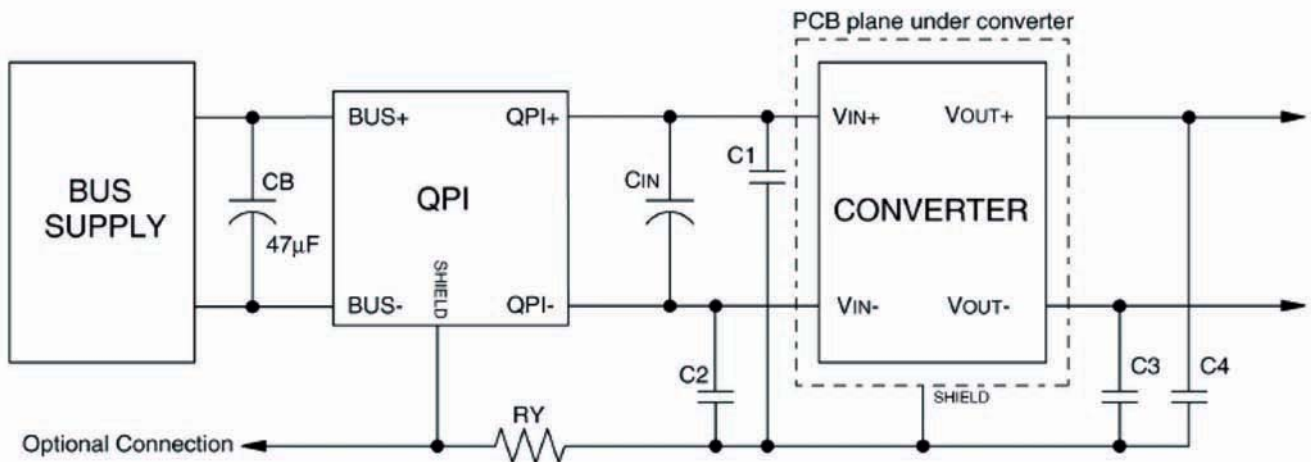 PCB plane under converter
BUS
SUPPLY
CB
47µF
BUS+
QPI+
QPI
SHIELD
BUS-
QPI-
CIN
C1
C2
VIN+
VOUT+
CONVERTER
VIN-
VOUT-
SHIELD
C3
C4
RY
Optional Connection